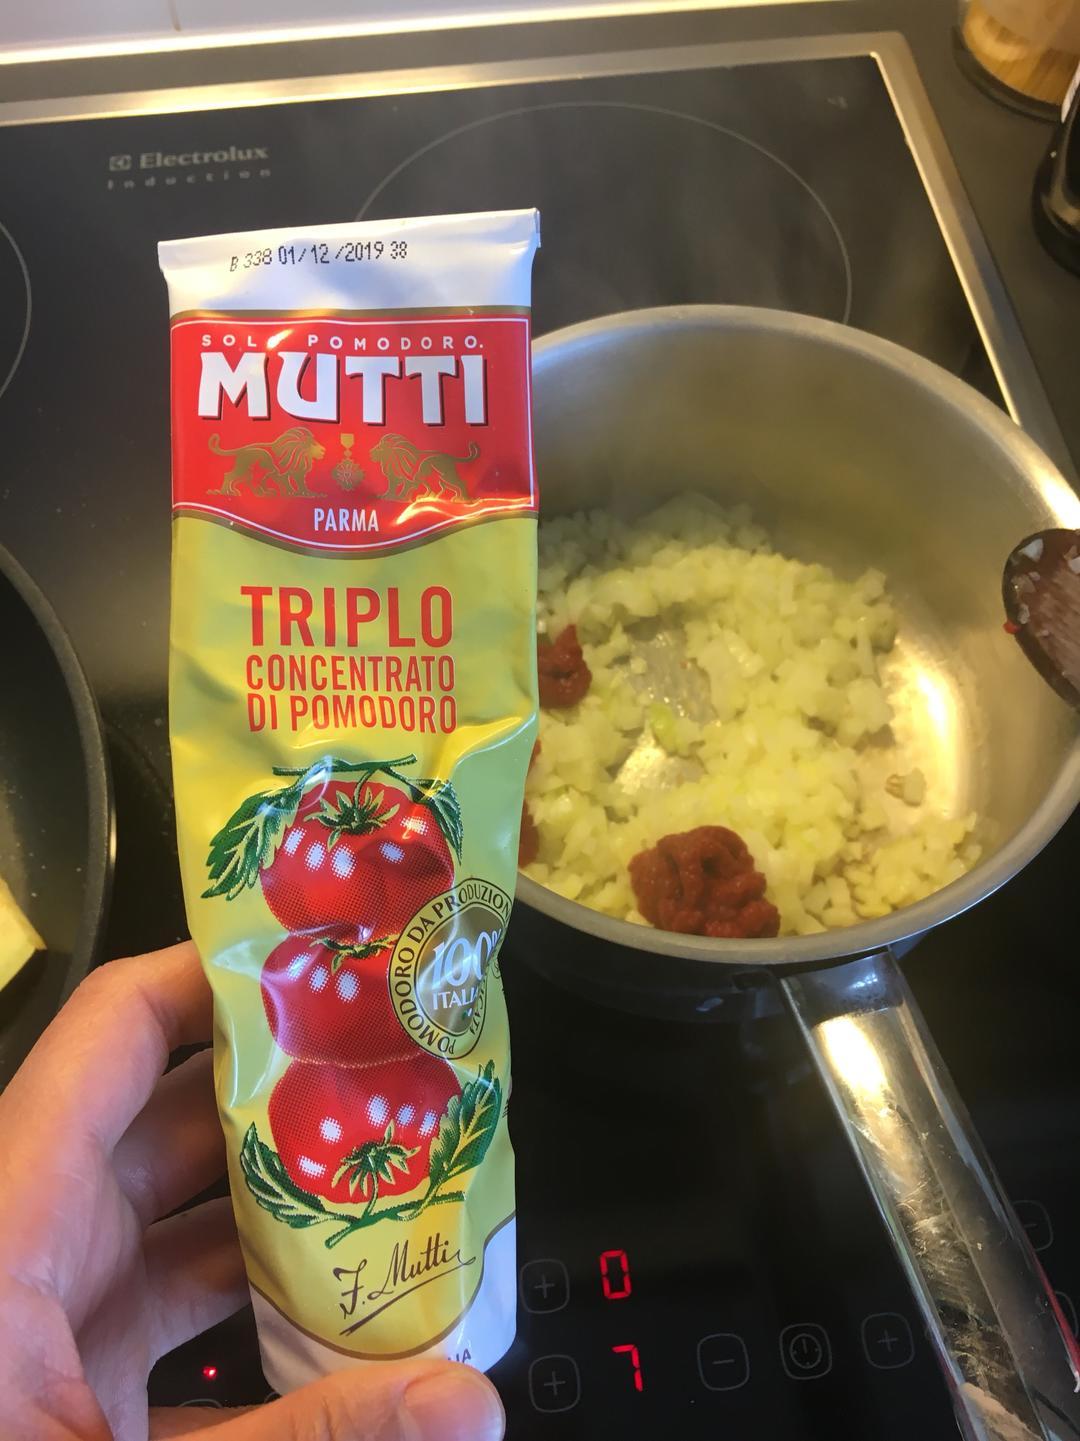 Electrolux
Induction
B 338 01/12/2019 38
SOLO POMODORO.
MUTTI
PARMA
TRIPLO
CONCENTRATO
DI POMODORO
POMODORO DA PRODUZIONE
100%
F. Mutti
0
7